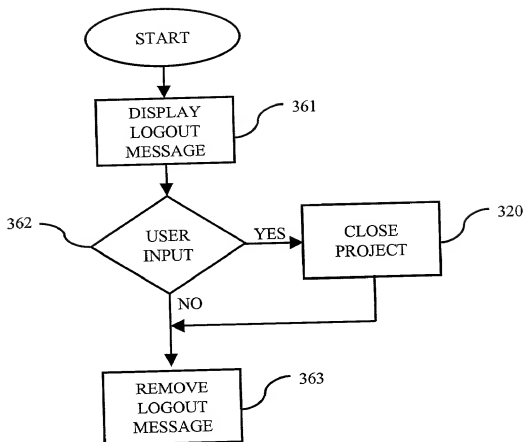 START
DISPLAY
LOGOUT
MESSAGE
361
362
USER
INPUT
YES
CLOSE
PROJECT
320
NO
REMOVE
LOGOUT
MESSAGE
363